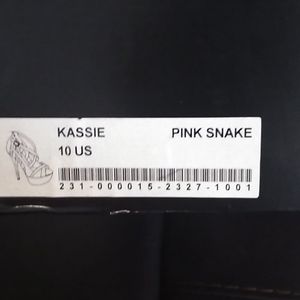 KASSIE PINK SNAKE
10 US
231-000015-2327-1001